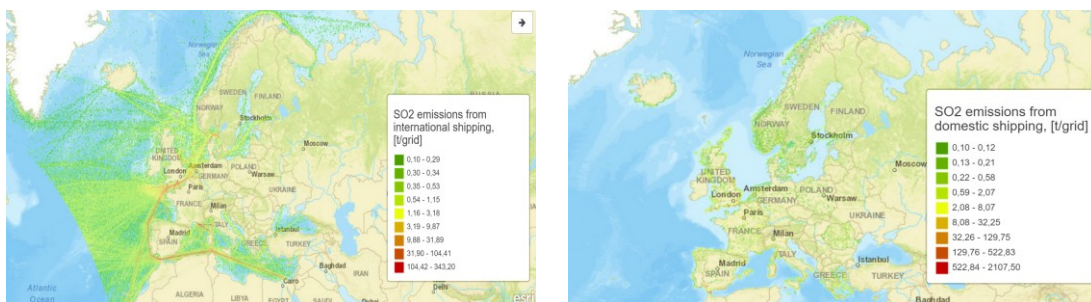 Norwegian
Sea
SWEDEN
FINLAND
NORWAY
Stockholm
Moscow
UNITED
KINGDOM
Amsterdam
London
POLAND
Warsaw
GERMANY
Paris
UKRAINE
FRANCE
Milan
ITALY
Madrid
SPAIN
Istanbul
GREECE
TURKEY
Baghdad
IRAN
Cairo
ALGERIA
LIBYA
EGYPT
Delhi
Atlantic
Ocean
esri
SO2 emissions from
international shipping,
[t/grid]
0,10 - 0,29
0,30 - 0,34
0,35 - 0,53
0,54 - 1,15
1,16 - 3,18
3,19 - 9,87
9,88 - 31,89
31,90 - 104,41
104,42 - 343,20
Norwegian
Sea
SWEDEN
FINLAND
NORWAY
Stockholm
Moscow
UNITED
KINGDOM
Amsterdam
London
POLAND
Warsaw
GERMANY
Paris
UKRAINE
FRANCE
Milan
ITALY
Madrid
SPAIN
Istanbul
GREECE
TURKEY
SO2 emissions from
domestic shipping, [t/grid]
0,10 - 0,12
0,13 - 0,21
0,22 - 0,58
0,59 - 2,07
2,08 - 8,07
8,08 - 32,25
32,26 - 129,75
129,76 - 522,83
522,84 - 2107,50